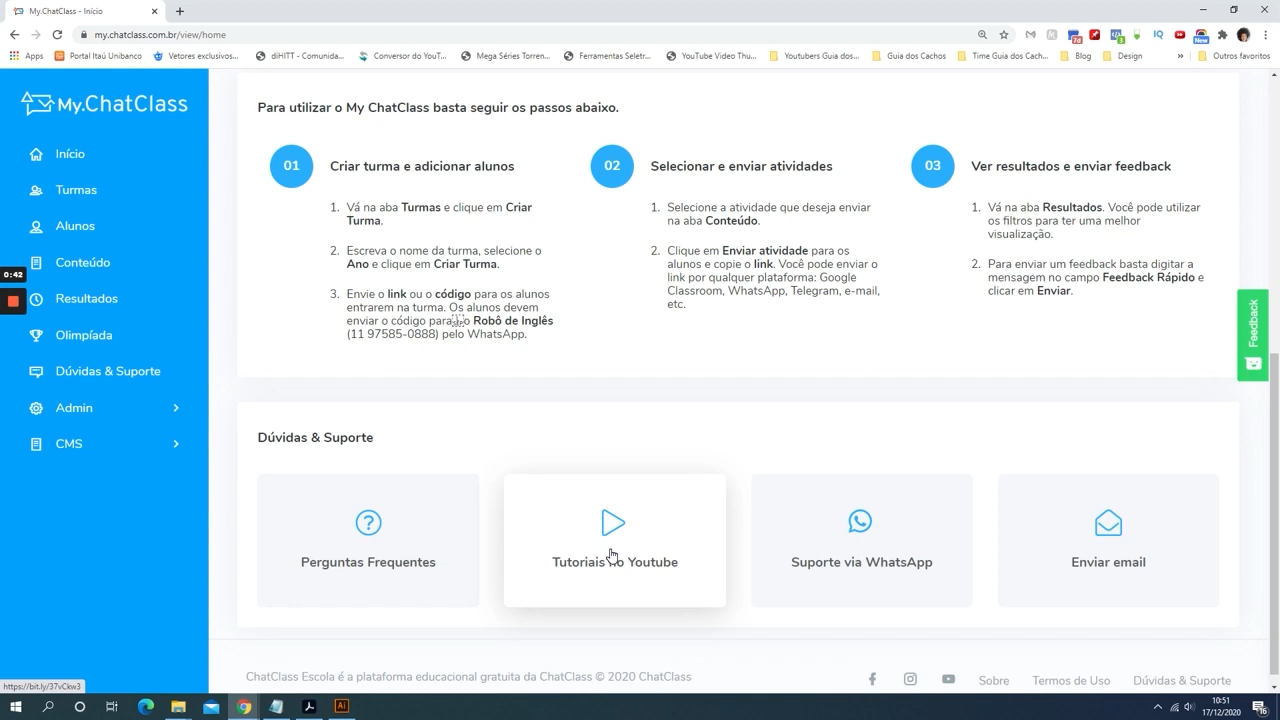 My.ChatClass - Início
my.chatclass.com.br/view/home
Apps
Portal Itaú Unibanco
Vetores exclusivos...
diHITT - Comunida...
Conversor do YouT...
Mega Séries Torren...
Ferramentas Seletr...
YouTube Video Thu...
Youtubers Guia dos...
Guia dos Cachos
Time Guia dos Cach...
Blog
Design
»
Outros favoritos
My.ChatClass
Início
Turmas
Alunos
Conteúdo
0:42
Resultados
Olimpíada
Dúvidas & Suporte
Admin
CMS
Para utilizar o My ChatClass basta seguir os passos abaixo.
01
Criar turma e adicionar alunos
1. Vá na aba Turmas e clique em Criar
Turma.
2. Escreva o nome da turma, selecione o
Ano e clique em Criar Turma.
3. Envie o link ou o código para os alunos
entrarem na turma. Os alunos devem
enviar o código para o Robô de Inglês
(11 97585-0888) pelo WhatsApp.
02
Selecionar e enviar atividades
1. Selecione a atividade que deseja enviar
na aba Conteúdo.
2. Clique em Enviar atividade para os
alunos e copie o link. Você pode enviar o
link por qualquer plataforma: Google
Classroom, WhatsApp, Telegram, e-mail,
etc.
03
Ver resultados e enviar feedback
1. Vá na aba Resultados. Você pode utilizar
os filtros para ter uma melhor
visualização.
2. Para enviar um feedback basta digitar a
mensagem no campo Feedback Rápido e
clicar em Enviar.
Feedback
Dúvidas & Suporte
Perguntas Frequentes
Tutoriais no Youtube
Suporte via WhatsApp
Enviar email
ChatClass Escola é a plataforma educacional gratuita da ChatClass © 2020 ChatClass
Sobre
Termos de Uso
Dúvidas & Suporte
https://bit.ly/37vCkw3
10:51
17/12/2020